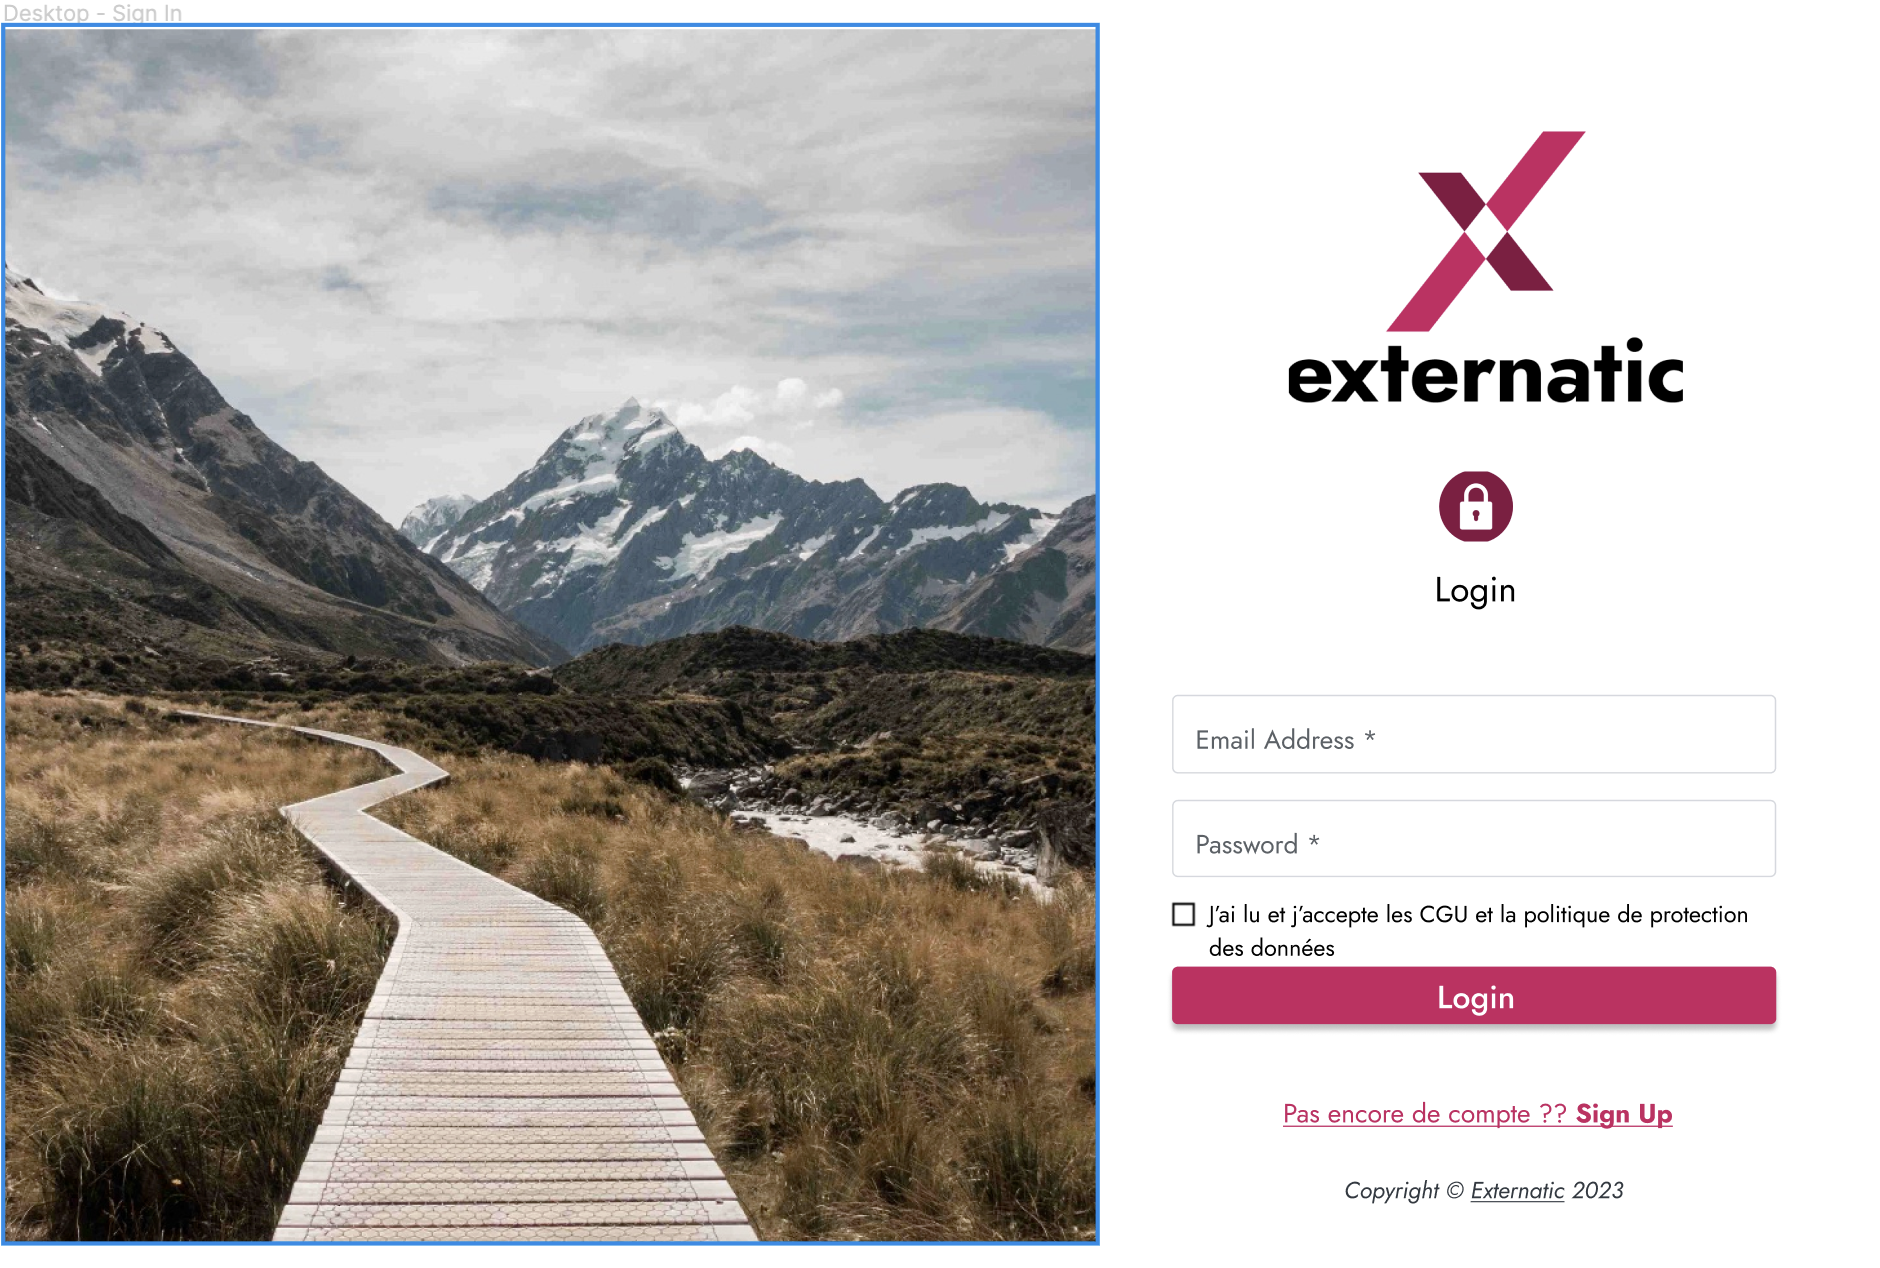 Desktop - Sign In
externatic
Login
Email Address *
Password *
J'ai lu et j'accepte les CGU et la politique de protection
des données
Login
Pas encore de compte ?? Sign Up
Copyright © Externatic 2023